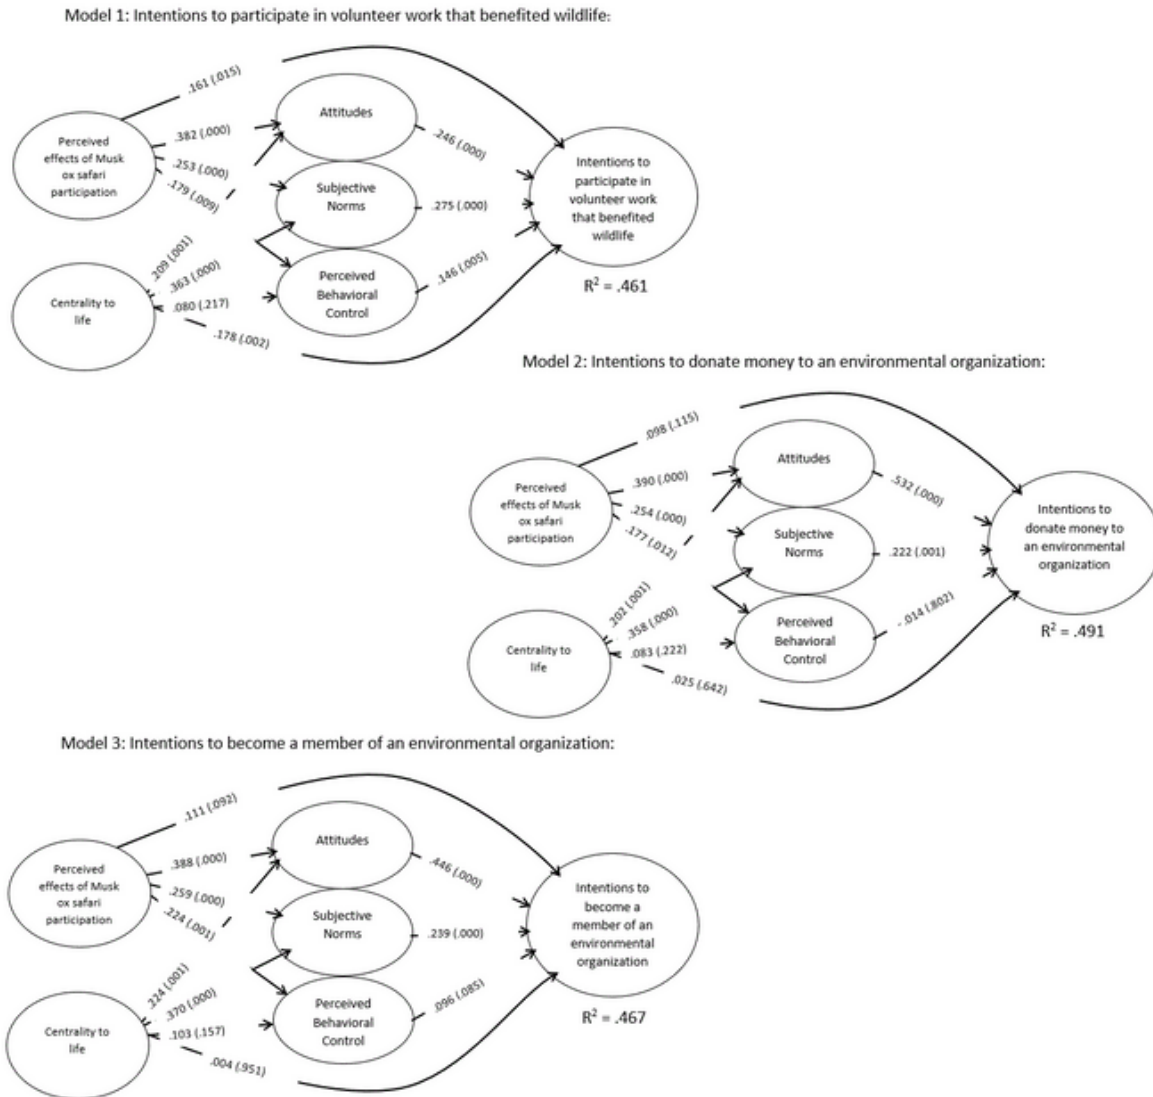 Model 1: Intentions to participate in volunteer work that benefited wildlife:
.161 (.015)
Attitudes
.382 (.000)
.246 (.000)
Perceived
effects of Musk
ox safari
participation
.253 (.000)
.179 (.009)
Intentions to
participate in
volunteer work
that benefited
wildlife
Subjective
Norms
.275 (.000)
.209 (.001)
.363 (.000)
.080 (.217)
.178 (.002)
Centrality to
life
Perceived
Behavioral
Control
.146 (.005)
R² = .461
Model 2: Intentions to donate money to an environmental organization:
.098 (.115)
Attitudes
.390 (.000)
.532 (.000)
Perceived
effects of Musk
ox safari
participation
.254 (.000)
.177 (.012)
Intentions to
donate money to
an environmental
organization
Subjective
Norms
.222 (.001)
.202 (.001)
.358 (.000)
.083 (.222)
.025 (.642)
Centrality to
life
Perceived
Behavioral
Control
-.014 (.802)
R² = .491
Model 3: Intentions to become a member of an environmental organization:
.111 (.092)
Attitudes
.388 (.000)
.446 (.000)
Perceived
effects of Musk
ox safari
participation
.259 (.000)
.224 (.001)
Intentions to
become a
member of an
environmental
organization
Subjective
Norms
.239 (.000)
.224 (.001)
.370 (.000)
.103 (.157)
.004 (.951)
Centrality to
life
Perceived
Behavioral
Control
.096 (.085)
R² = .467